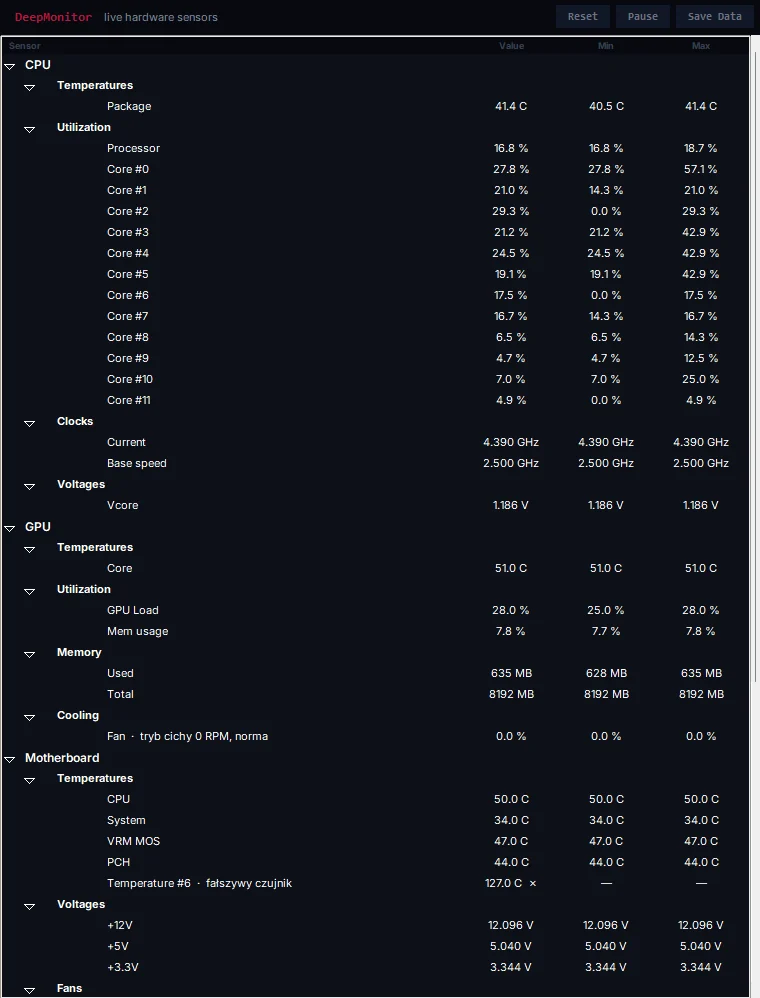 DeepMonitor live hardware sensors Reset Pause Save Data
Sensor Value Min Max
CPU
Temperatures
Package 41.4 C 40.5 C 41.4 C
Utilization
Processor 16.8 % 16.8 % 18.7 %
Core #0 27.8 % 27.8 % 57.1 %
Core #1 21.0 % 14.3 % 21.0 %
Core #2 29.3 % 0.0 % 29.3 %
Core #3 21.2 % 21.2 % 42.9 %
Core #4 24.5 % 24.5 % 42.9 %
Core #5 19.1 % 19.1 % 42.9 %
Core #6 17.5 % 0.0 % 17.5 %
Core #7 16.7 % 14.3 % 16.7 %
Core #8 6.5 % 6.5 % 14.3 %
Core #9 4.7 % 4.7 % 12.5 %
Core #10 7.0 % 7.0 % 25.0 %
Core #11 4.9 % 0.0 % 4.9 %
Clocks
Current 4.390 GHz 4.390 GHz 4.390 GHz
Base speed 2.500 GHz 2.500 GHz 2.500 GHz
Voltages
Vcore 1.186 V 1.186 V 1.186 V
GPU
Temperatures
Core 51.0 C 51.0 C 51.0 C
Utilization
GPU Load 28.0 % 25.0 % 28.0 %
Mem usage 7.8 % 7.7 % 7.8 %
Memory
Used 635 MB 628 MB 635 MB
Total 8192 MB 8192 MB 8192 MB
Cooling
Fan · tryb cichy 0 RPM, norma 0.0 % 0.0 % 0.0 %
Motherboard
Temperatures
CPU 50.0 C 50.0 C 50.0 C
System 34.0 C 34.0 C 34.0 C
VRM MOS 47.0 C 47.0 C 47.0 C
PCH 44.0 C 44.0 C 44.0 C
Temperature #6 · fałszywy czujnik 127.0 C × — —
Voltages
+12V 12.096 V 12.096 V 12.096 V
+5V 5.040 V 5.040 V 5.040 V
+3.3V 3.344 V 3.344 V 3.344 V
Fans